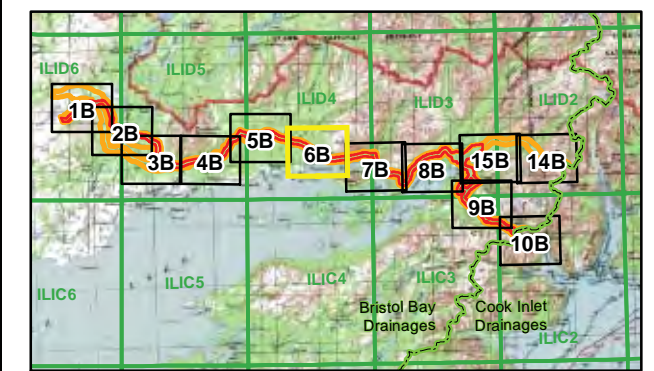 ILID6
ILID5
ILID4
ILID3
ILID2
1B
2B
3B
4B
5B
6B
7B
8B
15B
14B
9B
10B
ILIC6
ILIC5
ILIC4
ILIC3
ILIC2
Bristol Bay
Drainages
Cook Inlet
Drainages